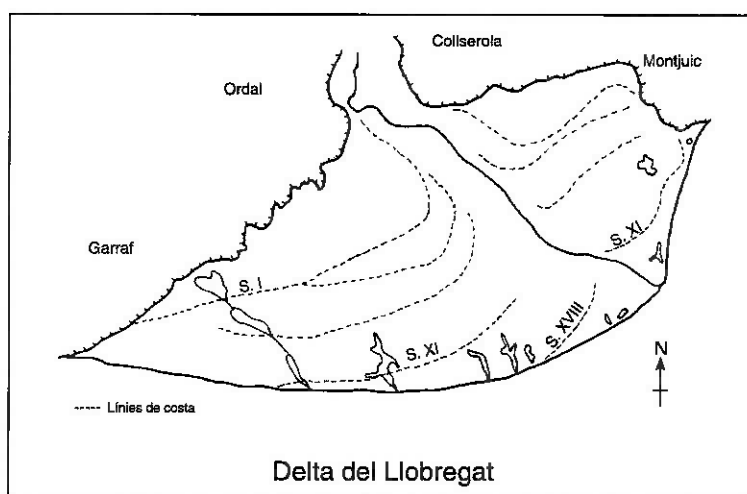 Collserola
Montjuic
Ordal
Garraf
S. I
S. XI
S. XI
S. XVIII
N
Línies de costa
Delta del Llobregat